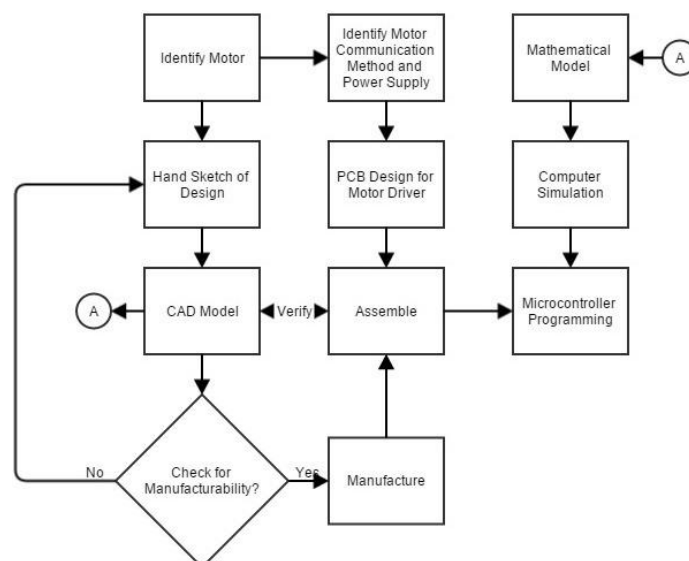 Identify Motor
Identify Motor
Communication
Method and
Power Supply
Mathematical
Model
A
Hand Sketch of
Design
PCB Design for
Motor Driver
Computer
Simulation
A
CAD Model
Verify
Assemble
Microcontroller
Programming
No
Check for
Manufacturability?
Yes
Manufacture